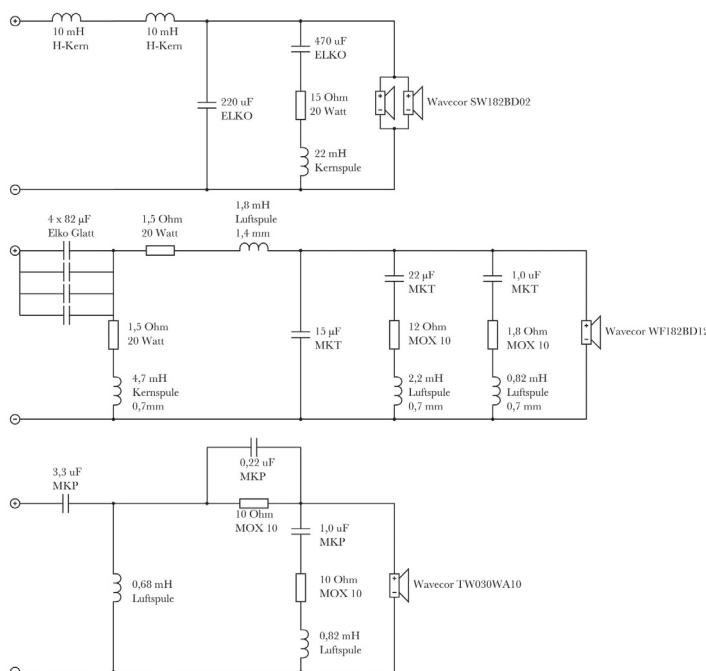 10 mH
H-Kern
10 mH
H-Kern
470 uF
ELKO
220 uF
ELKO
15 Ohm
20 Watt
Wavecor SW182BD02
22 mH
Kernspule
4 x 82 µF
Elko Glatt
1,5 Ohm
20 Watt
1,8 mH
Luftspule
1,4 mm
22 µF
MKT
1,0 uF
MKT
1,5 Ohm
20 Watt
15 µF
MKT
12 Ohm
MOX 10
1,8 Ohm
MOX 10
Wavecor WF182BD12
4,7 mH
Kernspule
0,7mm
2,2 mH
Luftspule
0,7 mm
0,82 mH
Luftspule
0,7 mm
3,3 uF
MKP
0,22 uF
MKP
10 Ohm
MOX 10
1,0 uF
MKP
0,68 mH
Luftspule
10 Ohm
MOX 10
Wavecor TW030WA10
0,82 mH
Luftspule